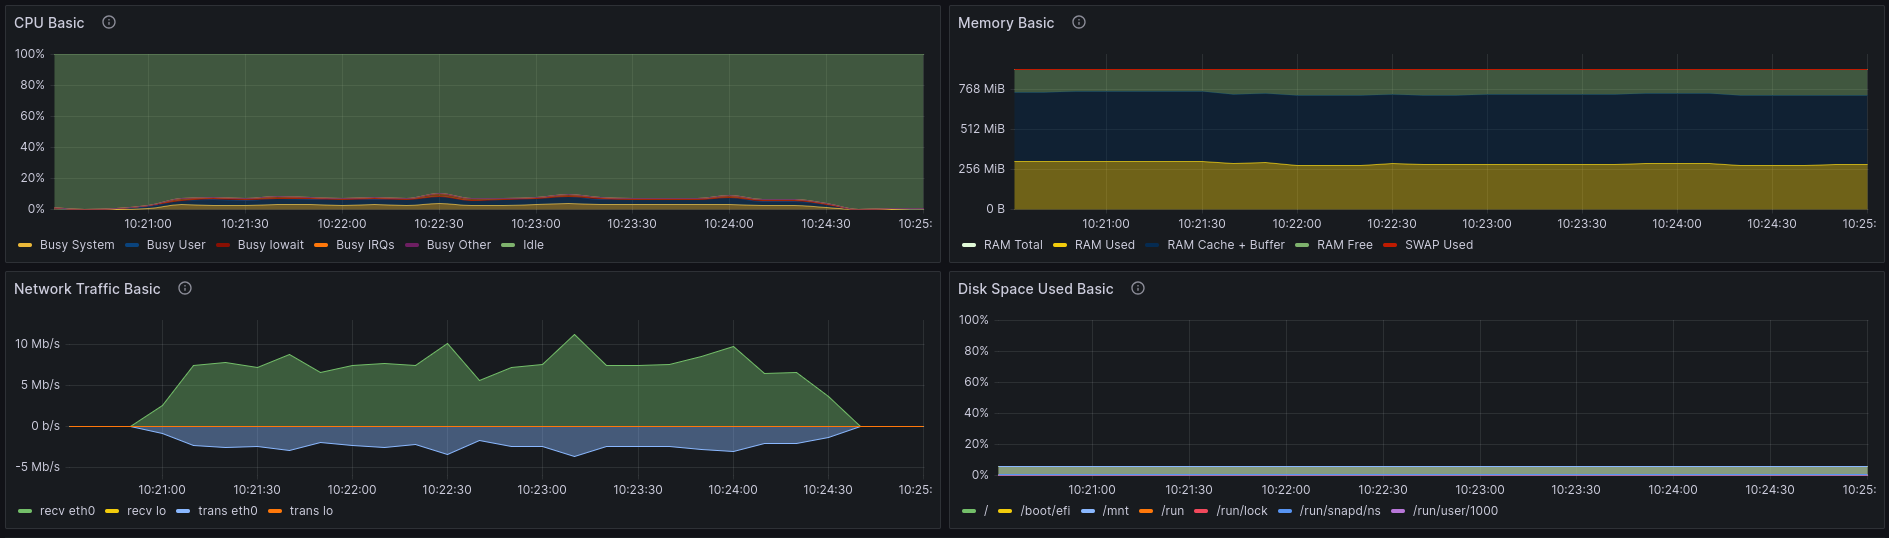 CPU Basic
100%
80%
60%
40%
20%
0%
10:21:00 10:21:30 10:22:00 10:22:30 10:23:00 10:23:30 10:24:00 10:24:30 10:25:
Busy System Busy User Busy Iowait Busy IRQs Busy Other Idle
Memory Basic
768 MiB
512 MiB
256 MiB
0 B
10:21:00 10:21:30 10:22:00 10:22:30 10:23:00 10:23:30 10:24:00 10:24:30 10:25:
RAM Total RAM Used RAM Cache + Buffer RAM Free SWAP Used
Network Traffic Basic
10 Mb/s
5 Mb/s
0 b/s
-5 Mb/s
10:21:00 10:21:30 10:22:00 10:22:30 10:23:00 10:23:30 10:24:00 10:24:30 10:25:
recv eth0 recv lo trans eth0 trans lo
Disk Space Used Basic
100%
80%
60%
40%
20%
0%
10:21:00 10:21:30 10:22:00 10:22:30 10:23:00 10:23:30 10:24:00 10:24:30 10:25:
/ /boot/efi /mnt /run /run/lock /run/snapd/ns /run/user/1000